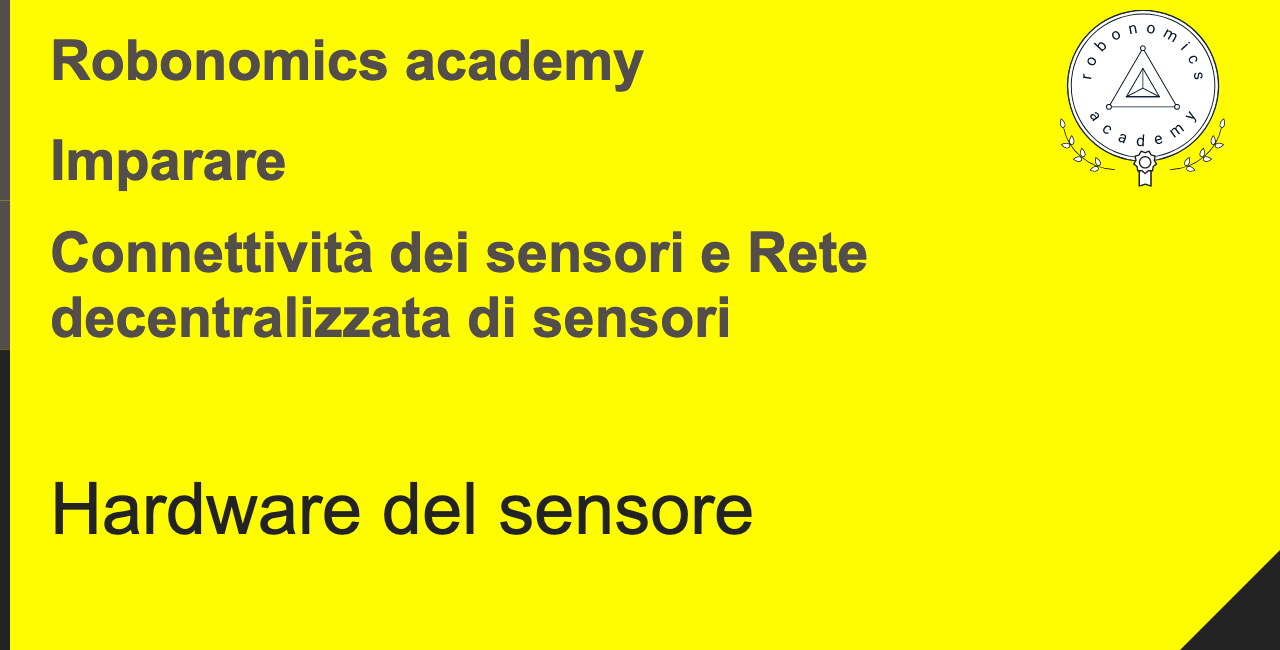 Robonomics academy
Imparare
Connettività dei sensori e Rete
decentralizzata di sensori
Hardware del sensore
robonomics
academy